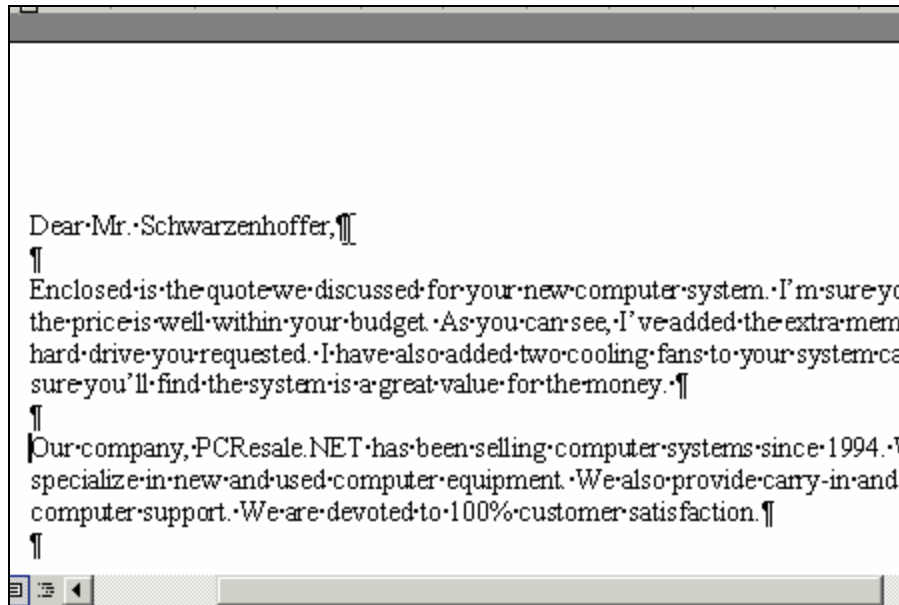 Dear Mr. Schwarzenhoffer,¶
¶
Enclosed is the quote we discussed for your new computer system. I'm sure
the price is well within your budget. As you can see, I've added the extra
hard drive you requested. I have also added two cooling fans to your system
sure you'll find the system is a great value for the money. ¶
¶
Our company, PCResale.NET has been selling computer systems since 1994.
specialize in new and used computer equipment. We also provide carry-in and
computer support. We are devoted to 100% customer satisfaction.¶
¶